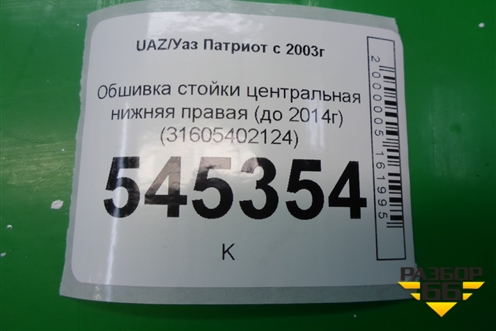 UAZ/Уаз Патриот с 2003г
Обшивка стойки центральная
нижняя правая (до 2014г)
(31605402124)
545354
К
2000005161995
РАЗБОР
66